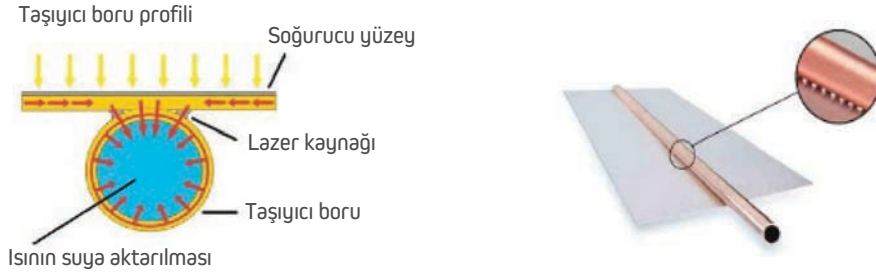 Taşıyıcı boru profili
Soğurucu yüzey
Lazer kaynağı
Taşıyıcı boru
Isının suya aktarılması